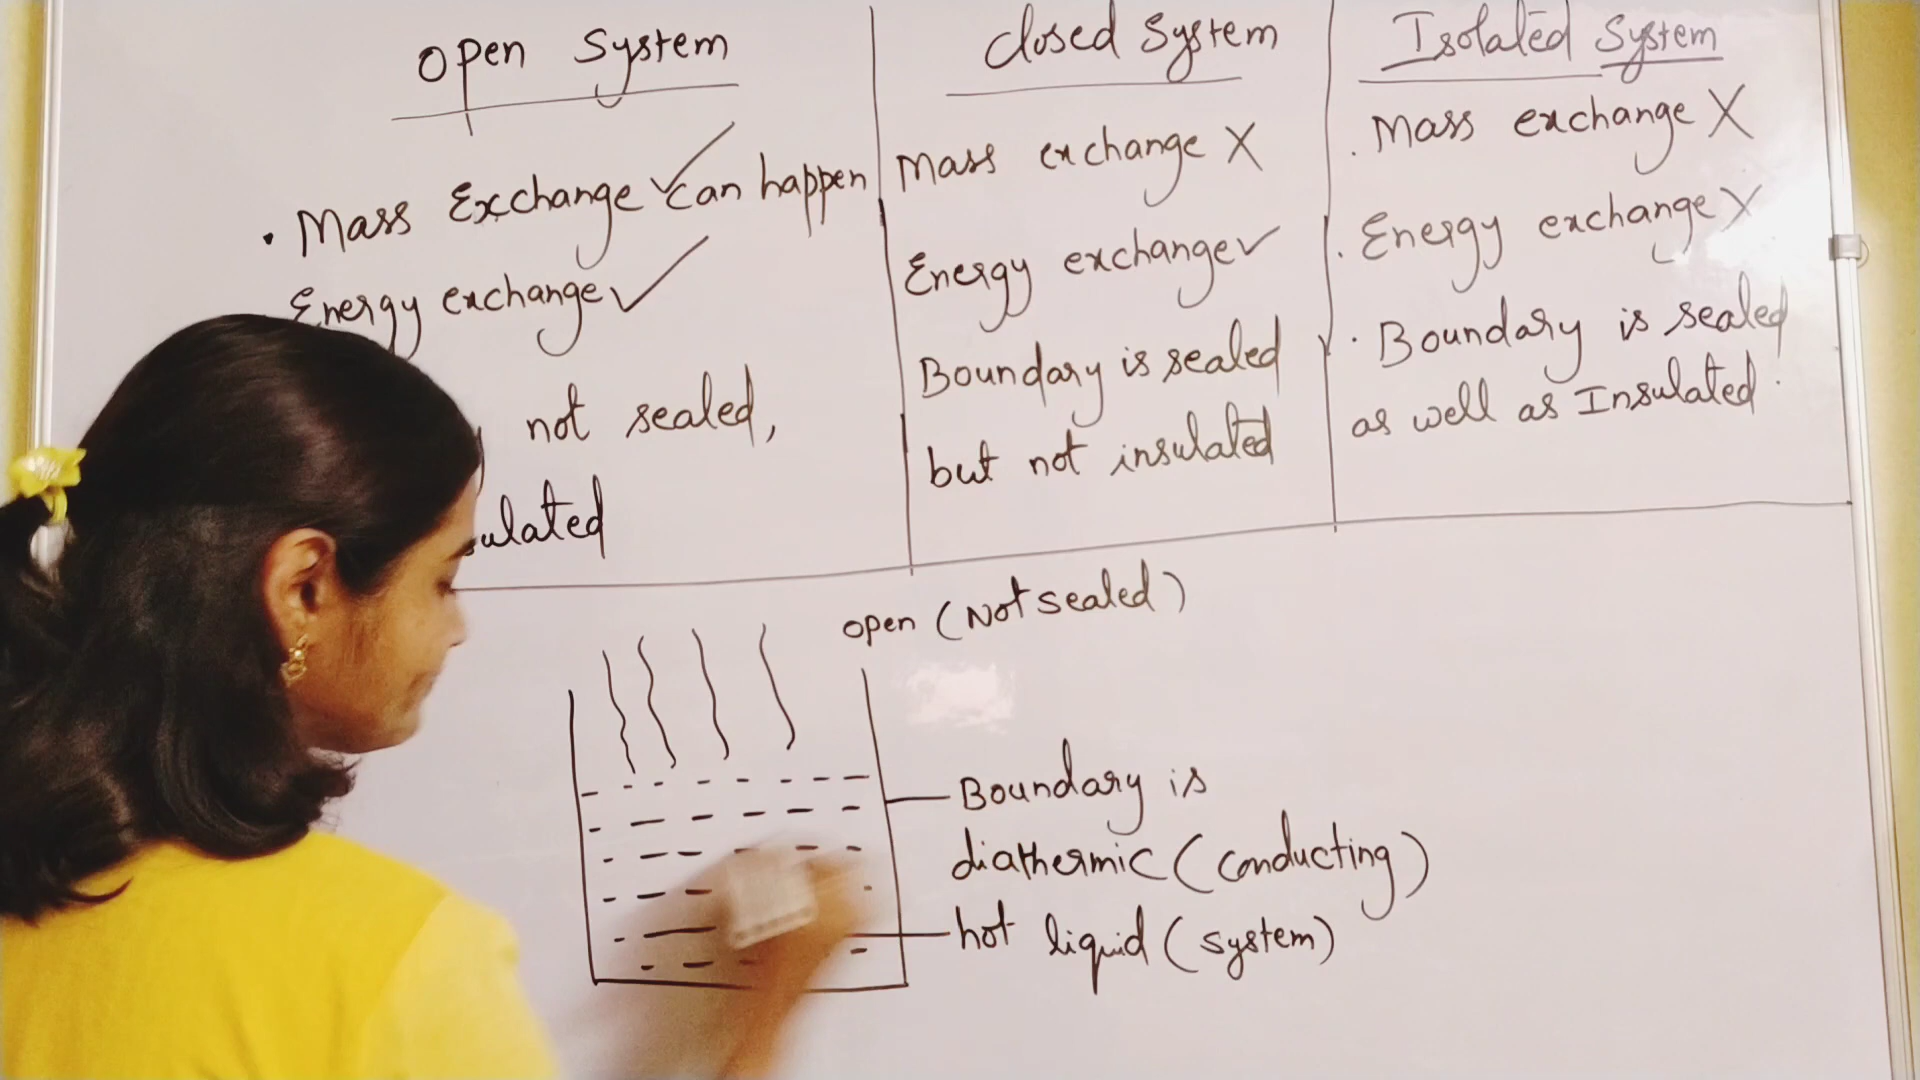 Open System
• Mass Exchange ✓ can happen
Energy exchange ✓
not sealed,
Closed System
Mass exchange X
Energy exchange ✓
Boundary is sealed
but not insulated
Isolated System
. Mass exchange X
. Energy exchange X
. Boundary is sealed
as well as Insulated.
open (Not sealed)
Boundary is
diathermic (conducting)
hot liquid (system)